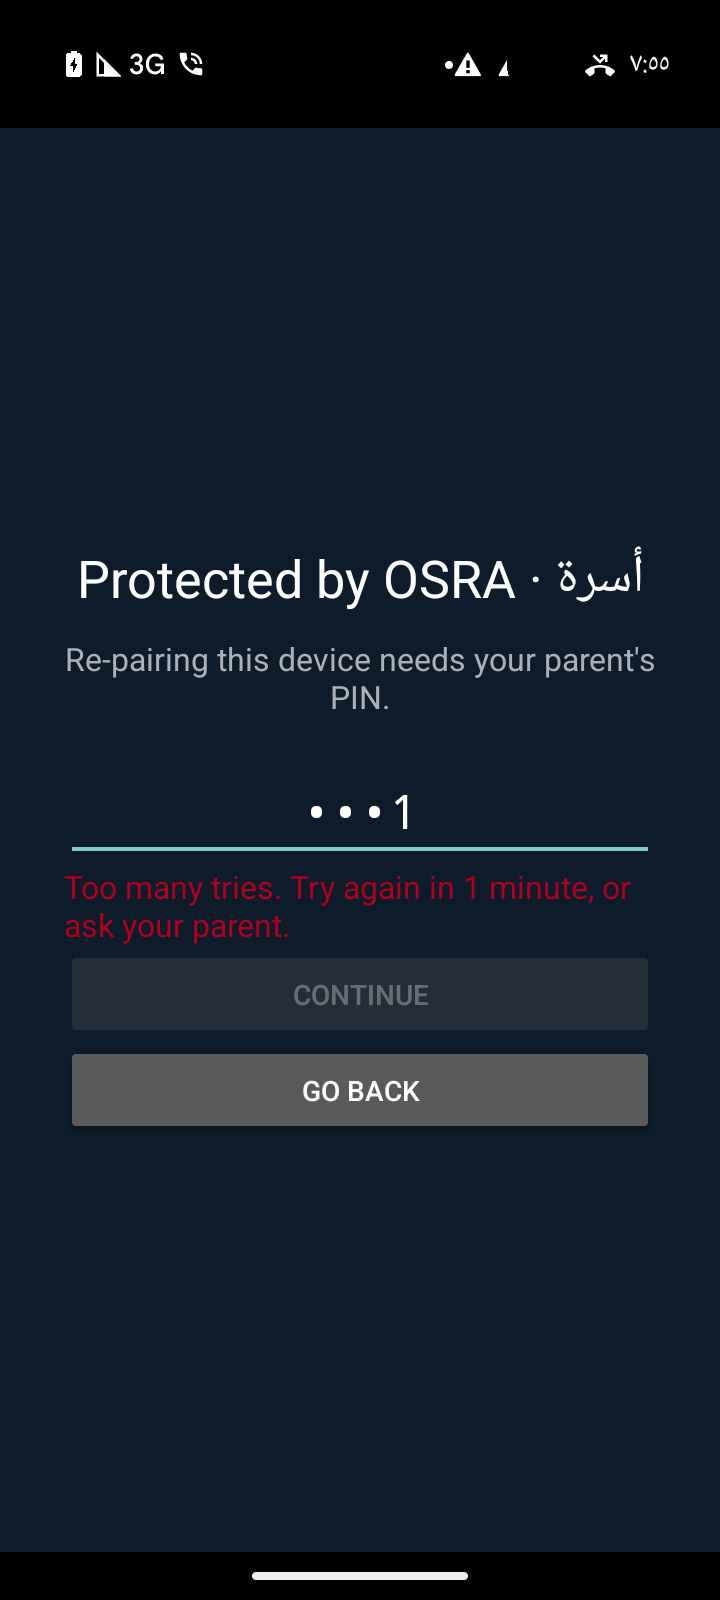 3G
٧:٥٥
Protected by OSRA · أسرة
Re-pairing this device needs your parent's
PIN.
•••1
Too many tries. Try again in 1 minute, or
ask your parent.
CONTINUE
GO BACK